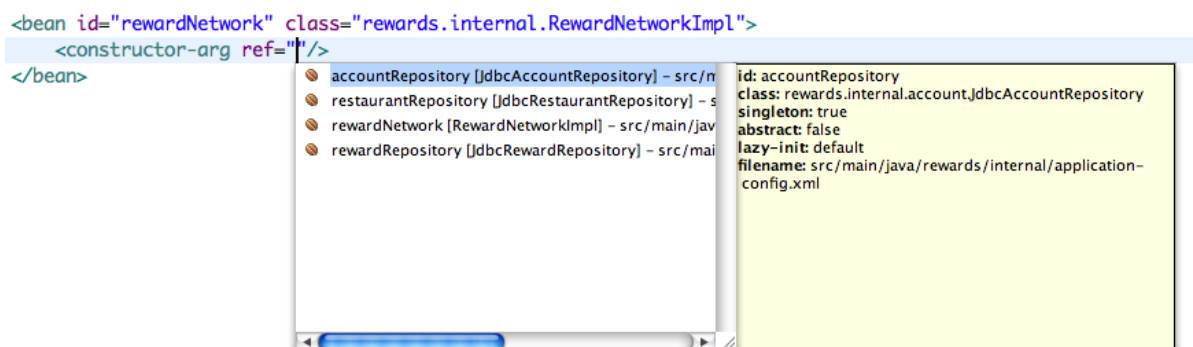 <bean id="rewardNetwork" class="rewards.internal.RewardNetworkImpl">
<constructor-arg ref=""/>
</bean>
accountRepository [JdbcAccountRepository] – src/m
restaurantRepository [JdbcRestaurantRepository] – s
rewardNetwork [RewardNetworkImpl] – src/main/jav
rewardRepository [JdbcRewardRepository] – src/mai
id: accountRepository
class: rewards.internal.account.JdbcAccountRepository
singleton: true
abstract: false
lazy-init: default
filename: src/main/java/rewards/internal/application-
config.xml